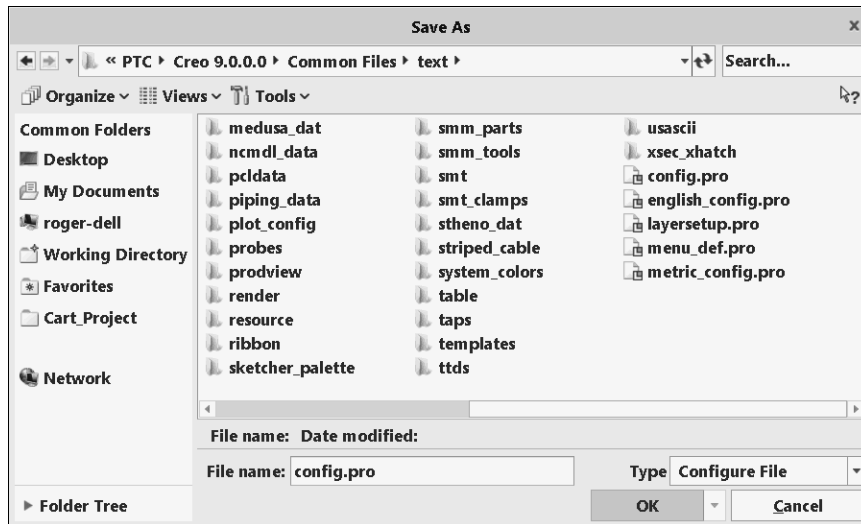 Save As x
« PTC Creo 9.0.0.0 Common Files text Search...
Organize Views Tools ?
Common Folders
Desktop
My Documents
roger-dell
Working Directory
Favorites
Cart_Project
Network
Folder Tree
medusa_dat
ncmdl_data
pcldata
piping_data
plot_config
probes
prodview
render
resource
ribbon
sketcher_palette
smm_parts
smm_tools
smt
smt_clamps
stheno_dat
striped_cable
system_colors
table
taps
templates
ttds
usascii
xsec_xhatch
config.pro
english_config.pro
layersetup.pro
menu_def.pro
metric_config.pro
File name: Date modified:
File name: config.pro Type Configure File
OK Cancel